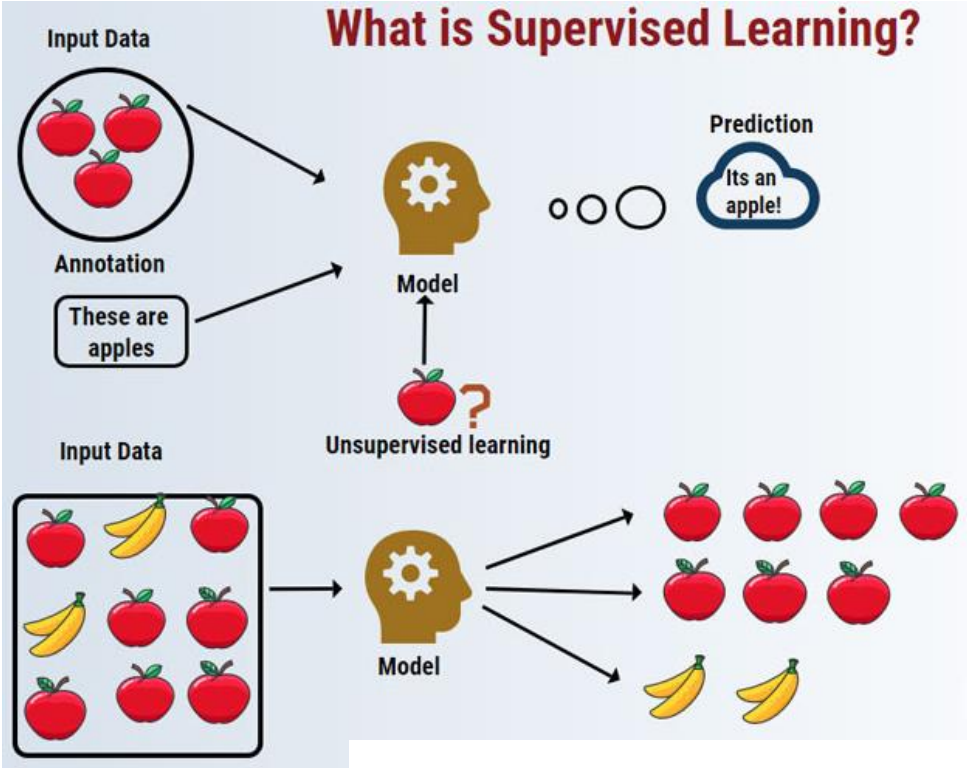 What is Supervised Learning?
Input Data
Annotation
These are
apples
Model
Prediction
Its an
apple!
?
Unsupervised learning
Input Data
Model